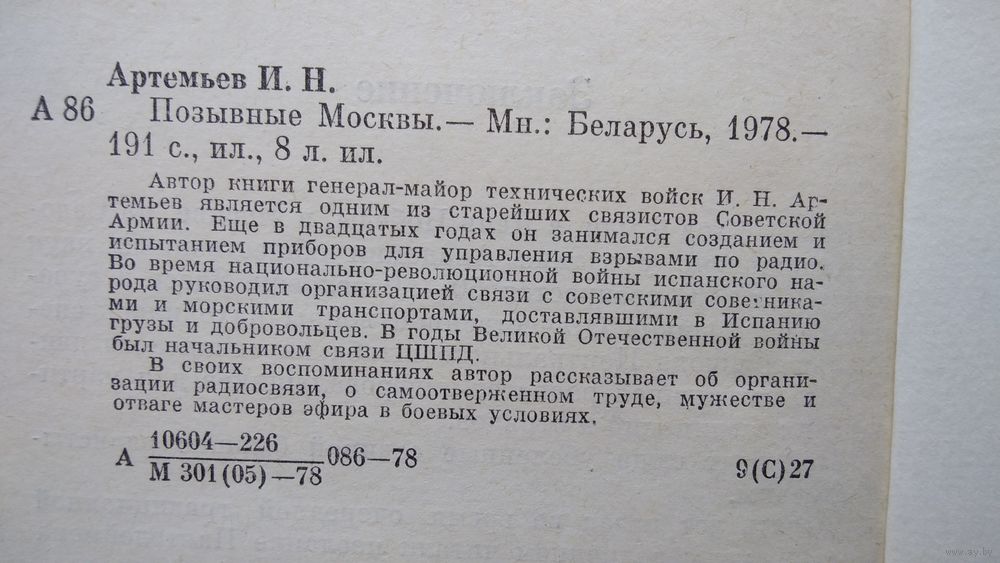 Артемьев И. Н.
А 86 Позывные Москвы.— Мн.: Беларусь, 1978.—
191 с., ил., 8 л. ил.
Автор книги генерал-майор технических войск И. Н. Ар-
темьев является одним из старейших связистов Советской
Армии. Еще в двадцатых годах он занимался созданием и
испытанием приборов для управления взрывами по радио.
Во время национально-революционной войны испанского на-
рода руководил организацией связи с советскими советника-
ми и морскими транспортами, доставлявшими в Испанию
грузы и добровольцев. В годы Великой Отечественной войны
был начальником связи ЦШПД.
В своих воспоминаниях автор рассказывает об органи-
зации радиосвязи, о самоотверженном труде, мужестве и
отваге мастеров эфира в боевых условиях.
10604—226
А 086—78
М 301(05)—78
9(С)27
www.ay.by